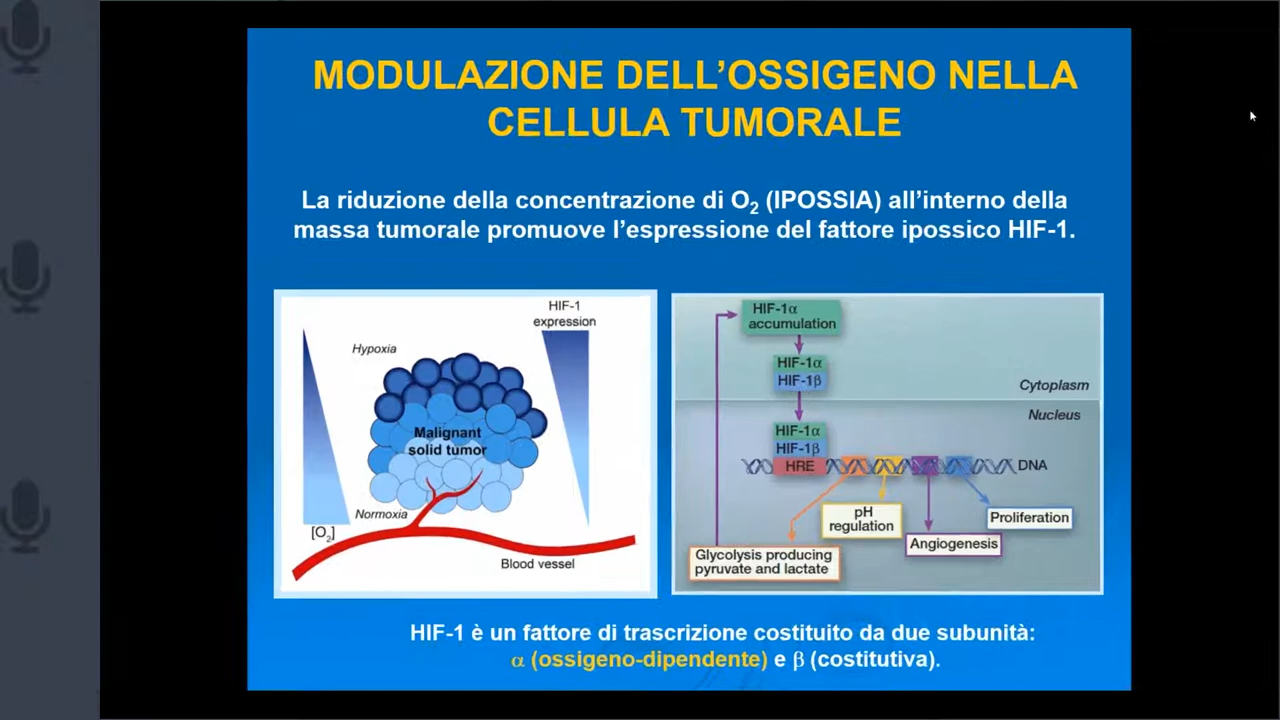 MODULAZIONE DELL'OSSIGENO NELLA
CELLULA TUMORALE
La riduzione della concentrazione di O₂ (IPOSSIA) all'interno della
massa tumorale promuove l'espressione del fattore ipossico HIF-1.
HIF-1
expression
Hypoxia
Malignant
solid tumor
Normoxia
[O₂]
Blood vessel
HIF-1α
accumulation
HIF-1α
HIF-1β
Cytoplasm
Nucleus
HIF-1α
HIF-1β
HRE
DNA
pH
regulation
Proliferation
Angiogenesis
Glycolysis producing
pyruvate and lactate
HIF-1 è un fattore di trascrizione costituito da due subunità:
α (ossigeno-dipendente) e β (costitutiva).